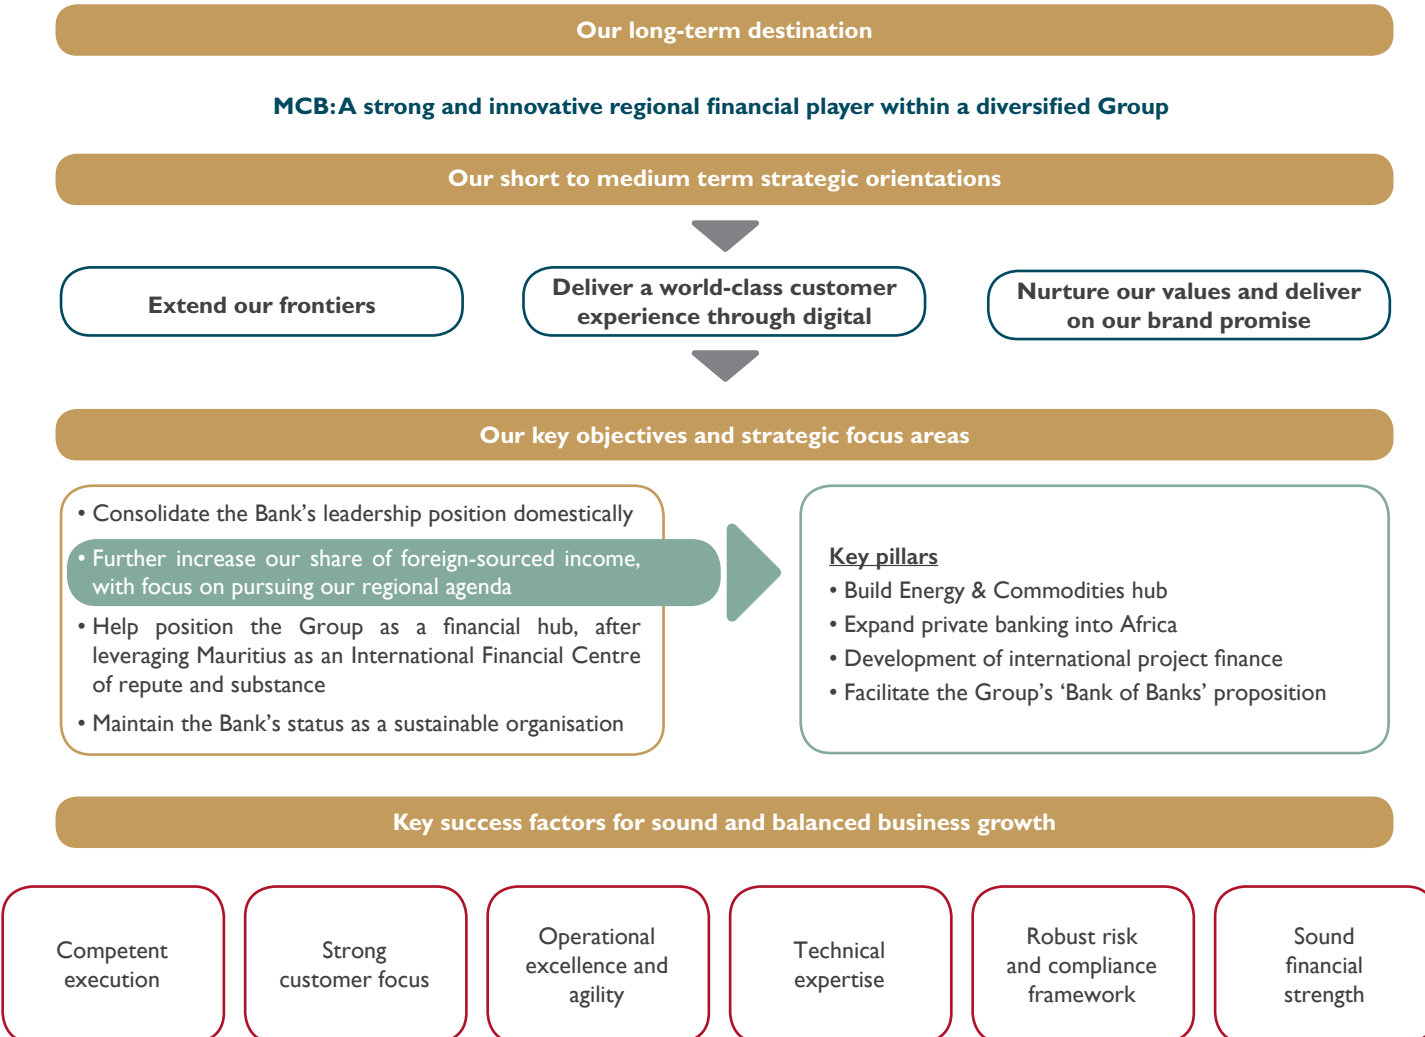 Our long-term destination
MCB: A strong and innovative regional financial player within a diversified Group
Our short to medium term strategic orientations
Extend our frontiers
Deliver a world-class customer
experience through digital
Nurture our values and deliver
on our brand promise
Our key objectives and strategic focus areas
• Consolidate the Bank’s leadership position domestically
• Further increase our share of foreign-sourced income,
with focus on pursuing our regional agenda
• Help position the Group as a financial hub, after
leveraging Mauritius as an International Financial Centre
of repute and substance
• Maintain the Bank’s status as a sustainable organisation
Key pillars
• Build Energy & Commodities hub
• Expand private banking into Africa
• Development of international project finance
• Facilitate the Group’s ‘Bank of Banks’ proposition
Key success factors for sound and balanced business growth
Competent
execution
Strong
customer focus
Operational
excellence and
agility
Technical
expertise
Robust risk
and compliance
framework
Sound
financial
strength